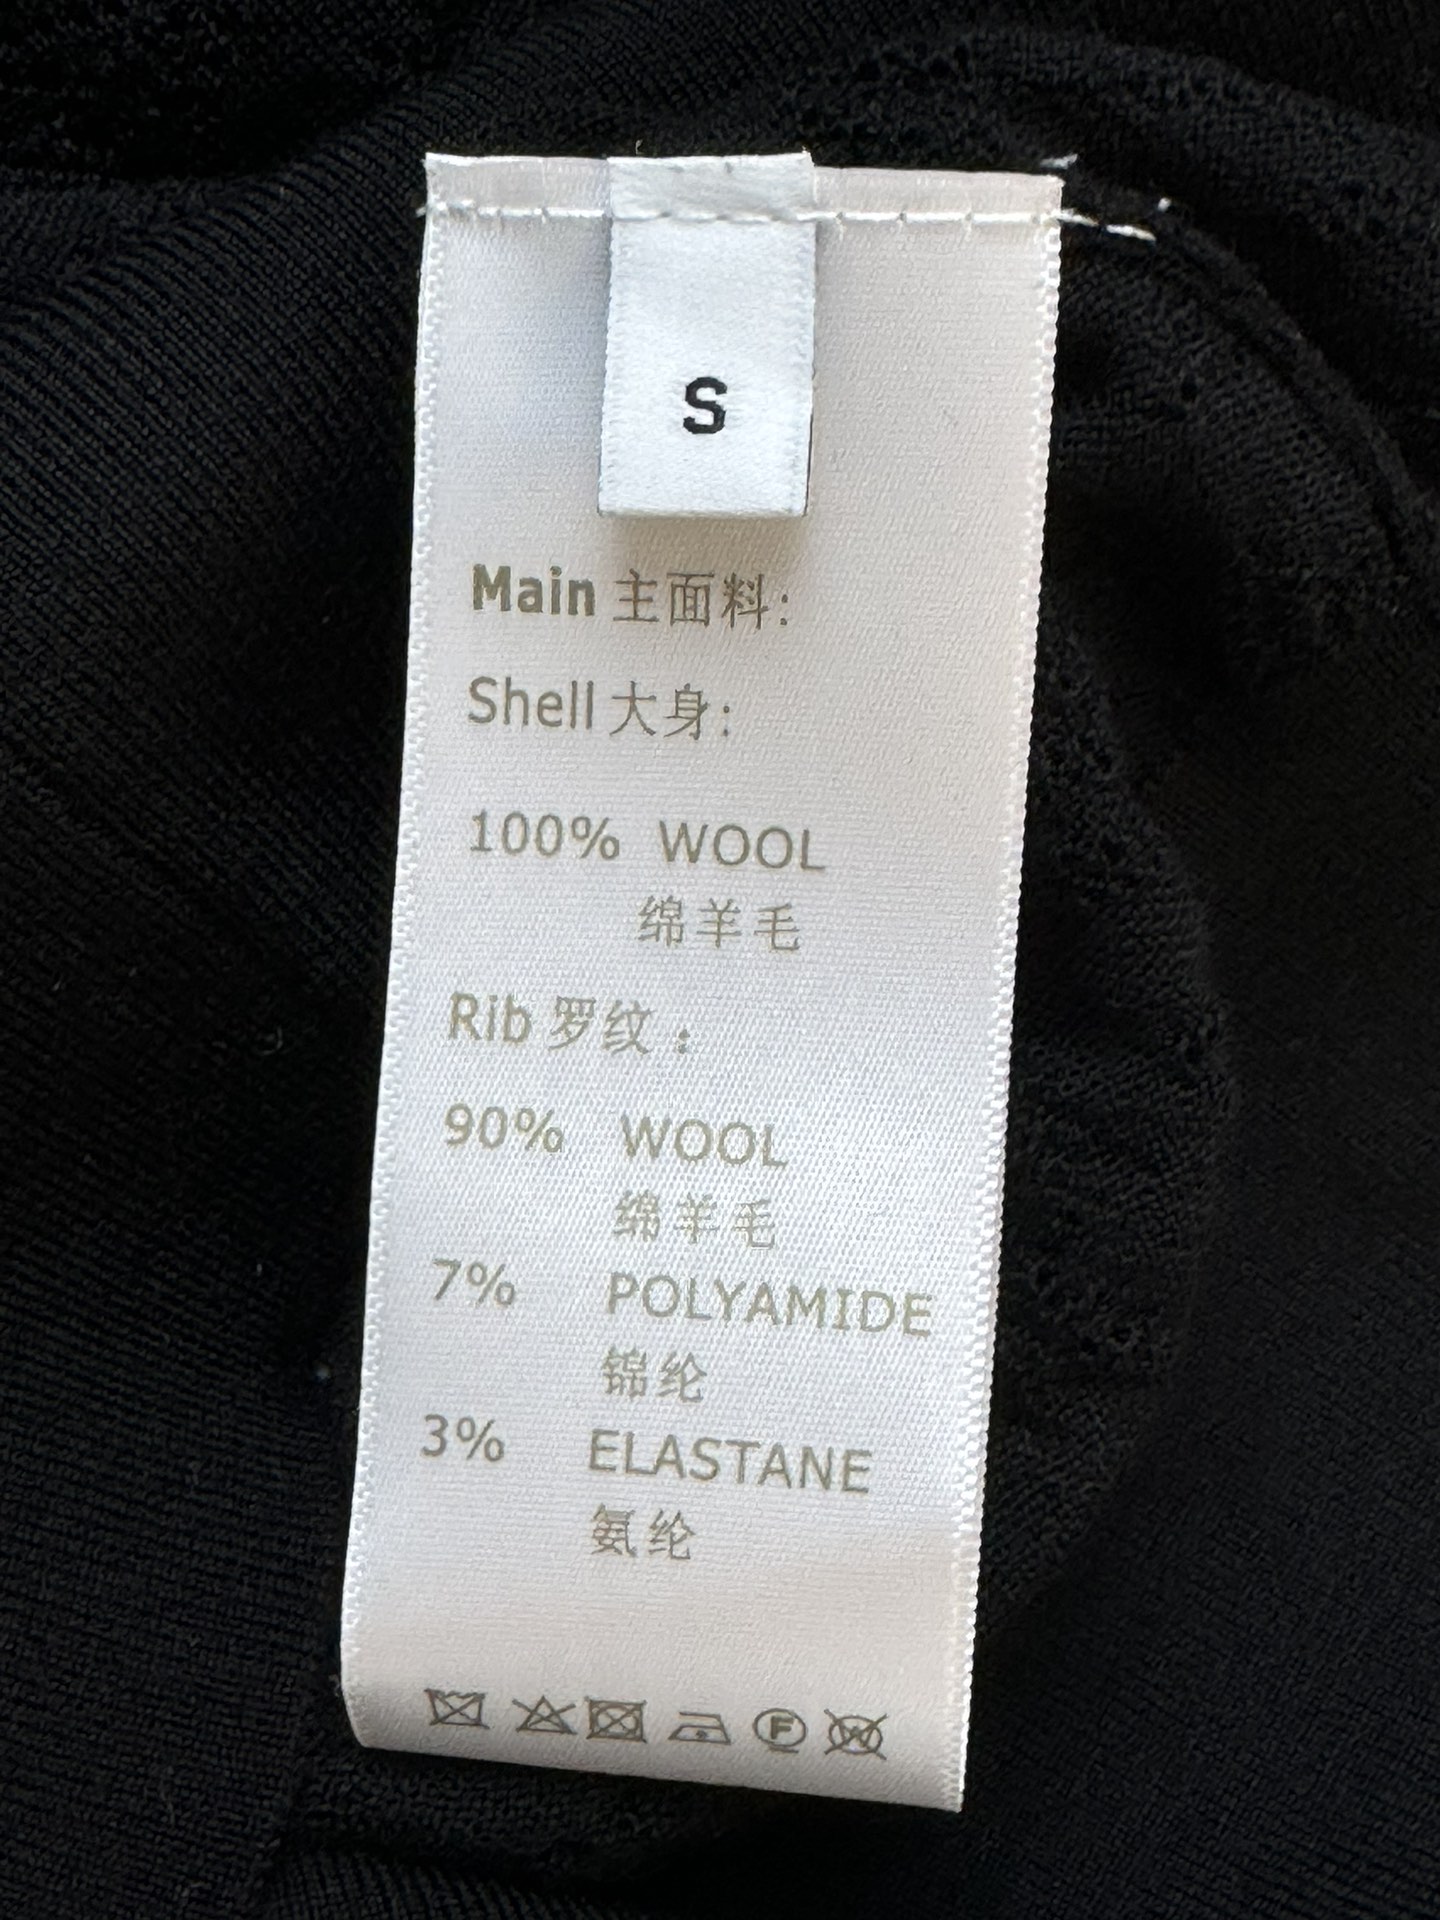 S
Main 主面料:
Shell 大身:
100% WOOL
绵羊毛
Rib 罗纹：
90% WOOL
绵羊毛
7% POLYAMIDE
锦纶
3% ELASTANE
氨纶
F W